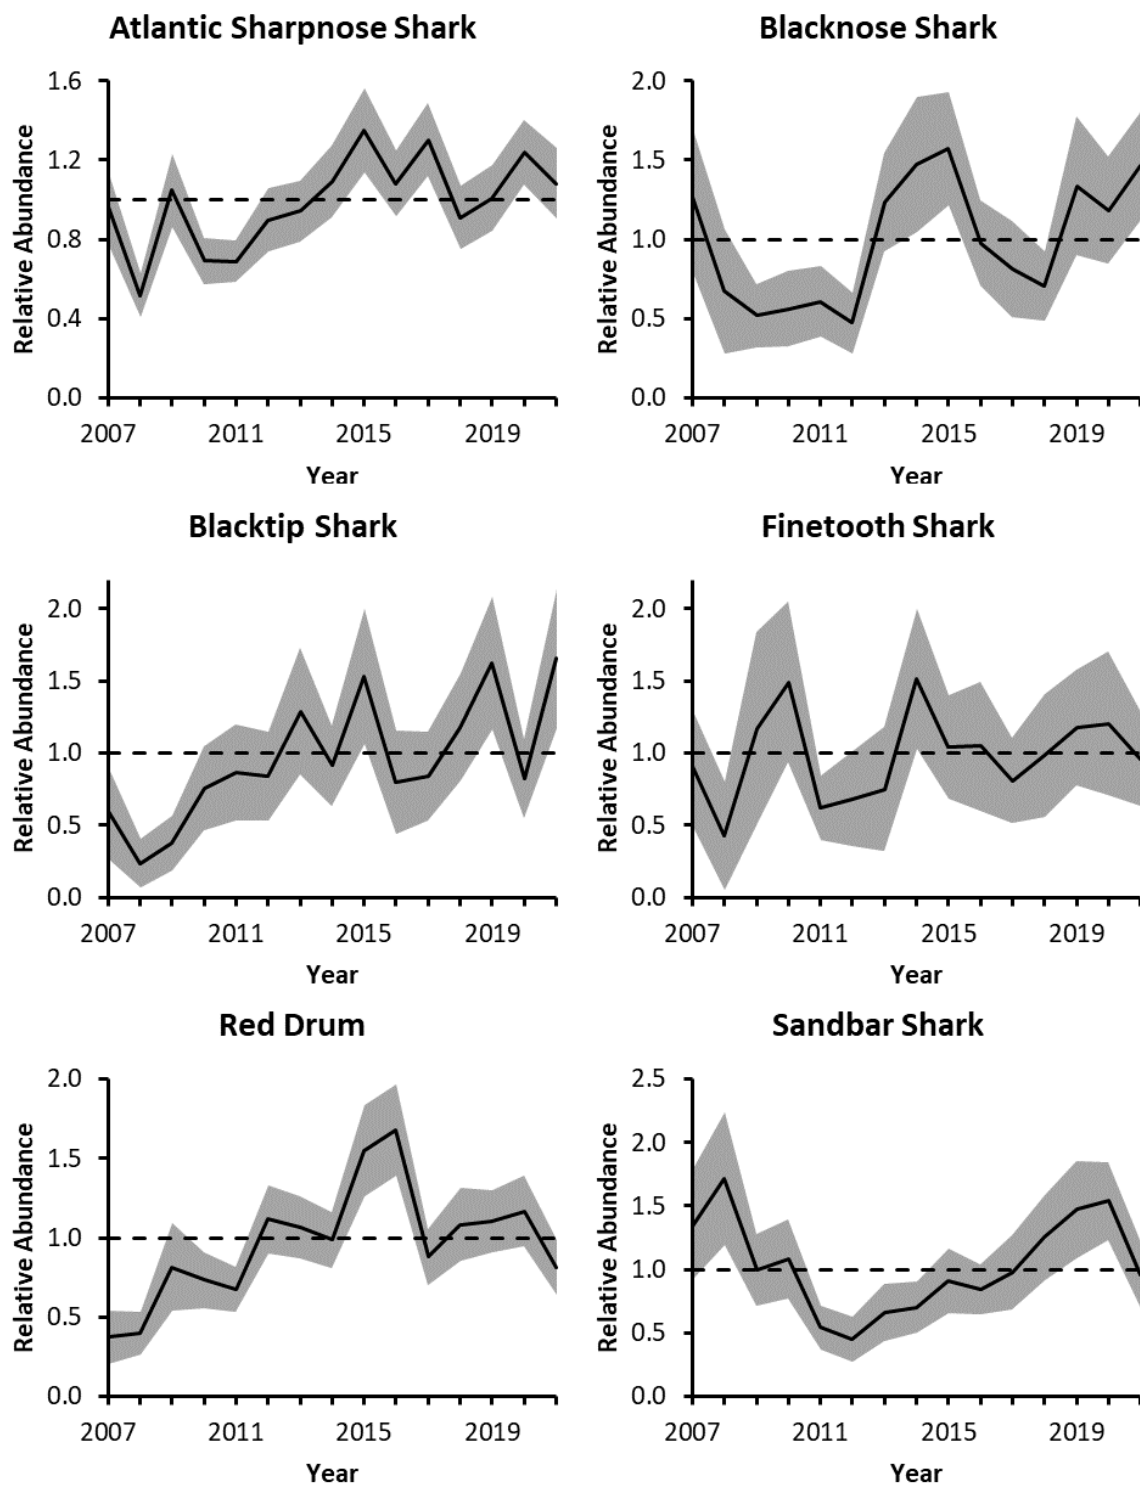 Atlantic Sharpnose Shark
Relative Abundance
1.6
1.2
0.8
0.4
0.0
2007 2011 2015 2019
Year
Blacknose Shark
Relative Abundance
2.0
1.5
1.0
0.5
0.0
2007 2011 2015 2019
Year
Blacktip Shark
Relative Abundance
2.0
1.5
1.0
0.5
0.0
2007 2011 2015 2019
Year
Finetooth Shark
Relative Abundance
2.0
1.5
1.0
0.5
0.0
2007 2011 2015 2019
Year
Red Drum
Relative Abundance
2.0
1.5
1.0
0.5
0.0
2007 2011 2015 2019
Year
Sandbar Shark
Relative Abundance
2.5
2.0
1.5
1.0
0.5
0.0
2007 2011 2015 2019
Year